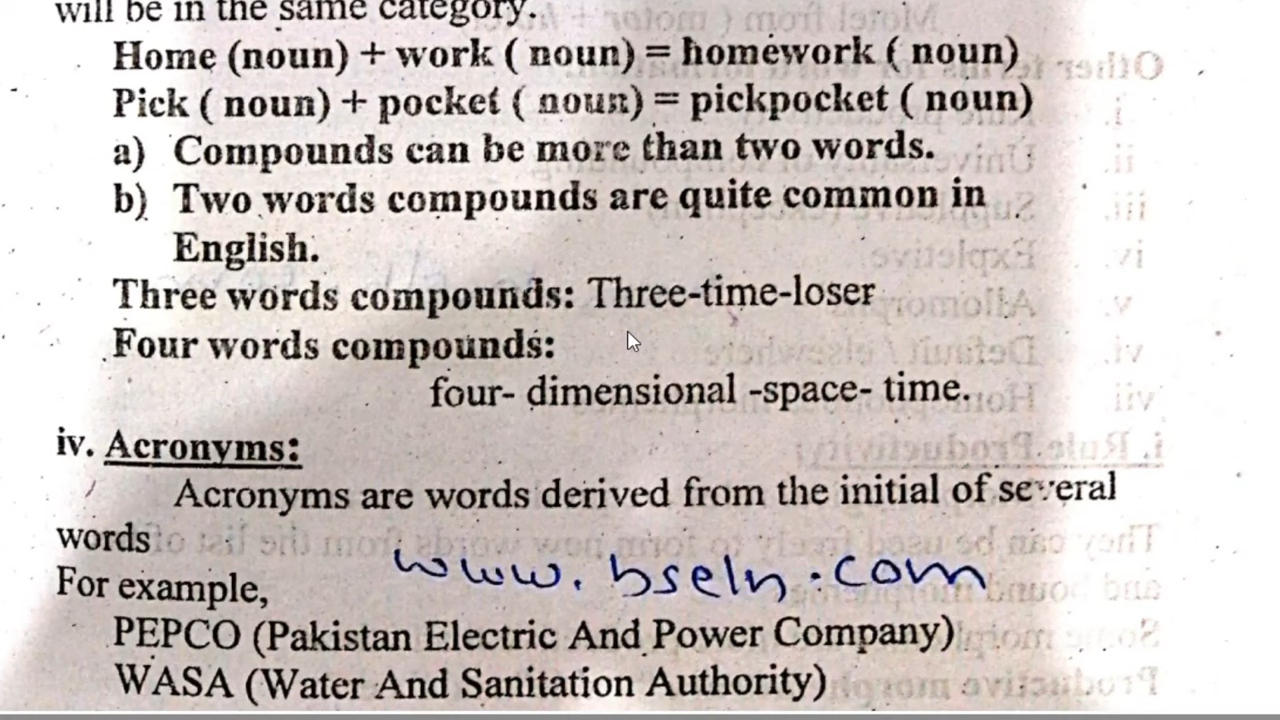 will be in the same category.
Home (noun) + work ( noun) = homework ( noun)
Pick ( noun) + pocket ( noun) = pickpocket ( noun)
a) Compounds can be more than two words.
b) Two words compounds are quite common in
English.
Three words compounds: Three-time-loser
Four words compounds:
four- dimensional -space- time.
iv. Acronyms:
Acronyms are words derived from the initial of several
words
www.bseln.com
For example,
PEPCO (Pakistan Electric And Power Company)
WASA (Water And Sanitation Authority)